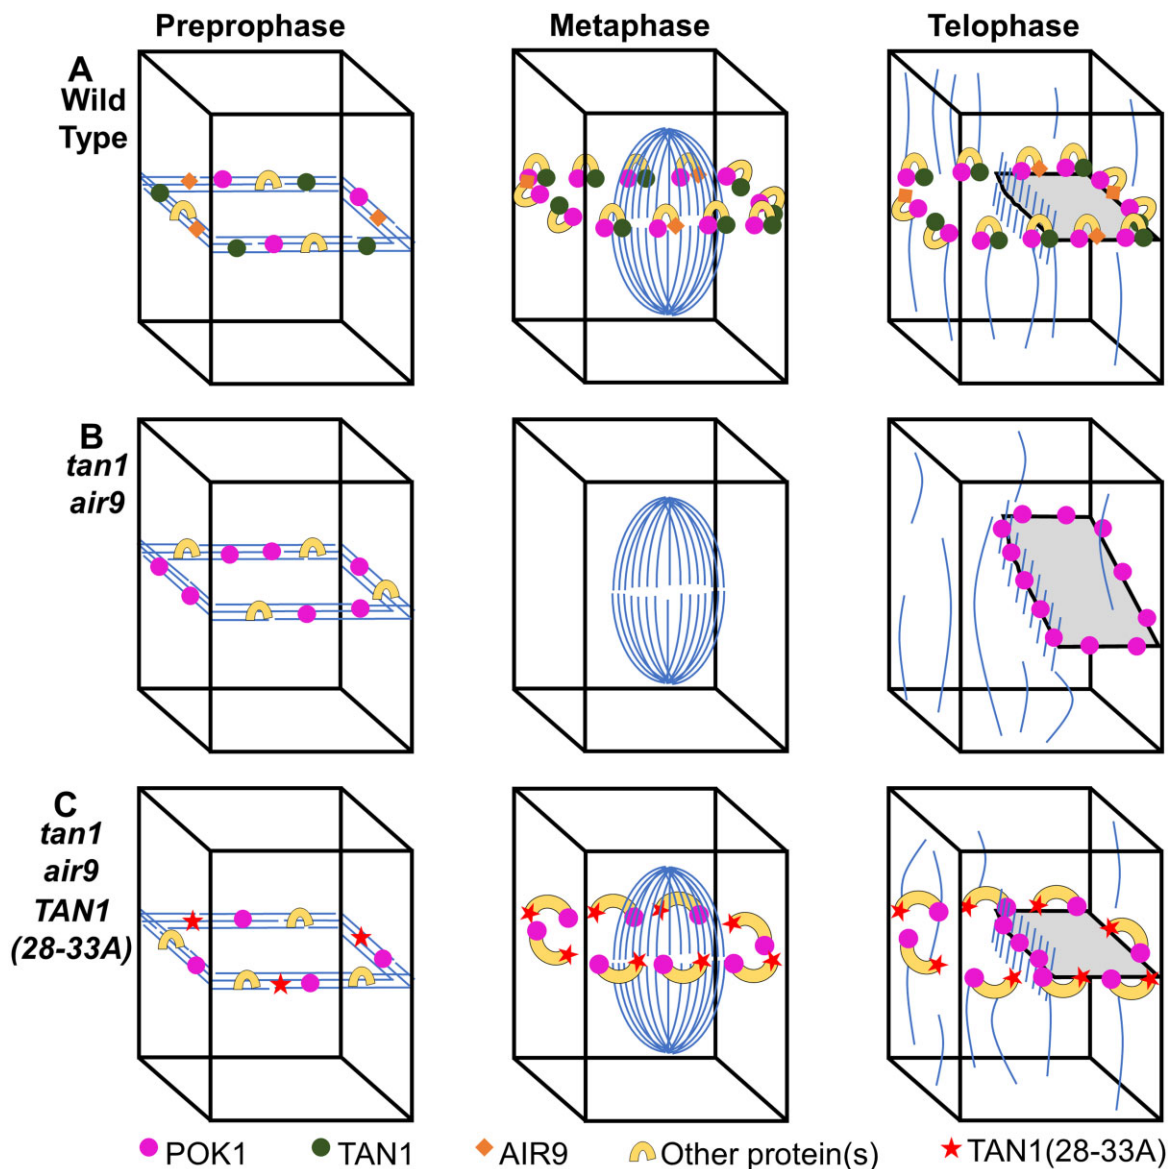 Preprophase Metaphase Telophase
A
Wild
Type
B
tan1
air9
C
tan1
air9
TAN1
(28-33A)
POK1 TAN1 AIR9 Other protein(s) TAN1(28-33A)